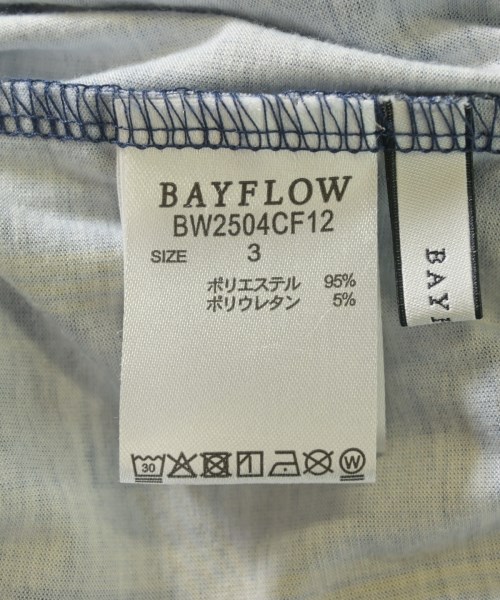 BAYFLOW
BW2504CF12
SIZE 3
ポリエステル 95%
ポリウレタン 5%
30
W
BAY